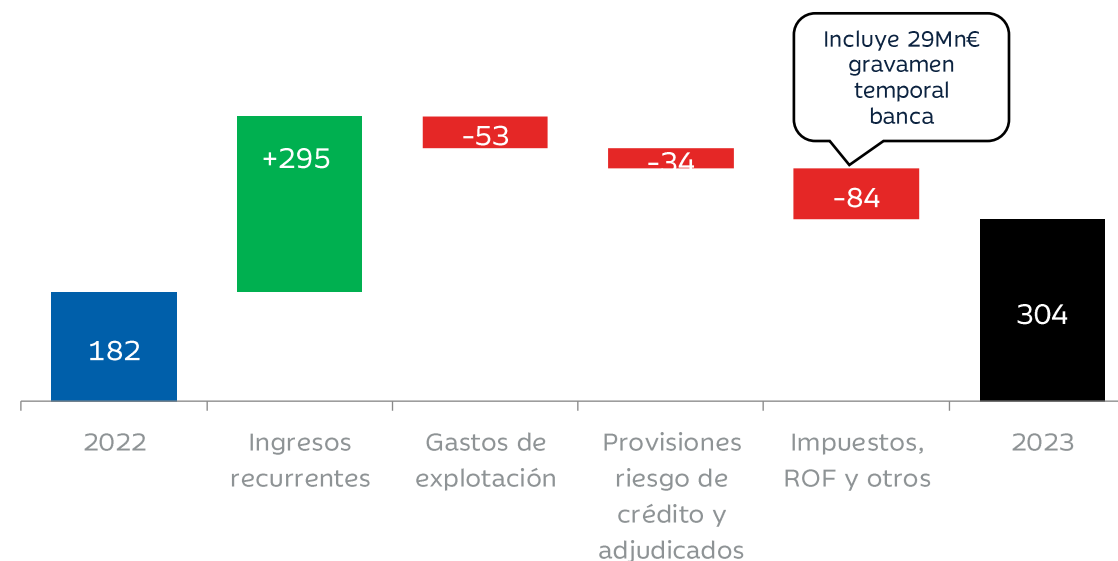 Incluye 29Mn€
gravamen
temporal
banca
+295
-53
-34
-84
182
304
2022
Ingresos
recurrentes
Gastos de
explotación
Provisiones
riesgo de
crédito y
adjudicados
Impuestos,
ROF y otros
2023